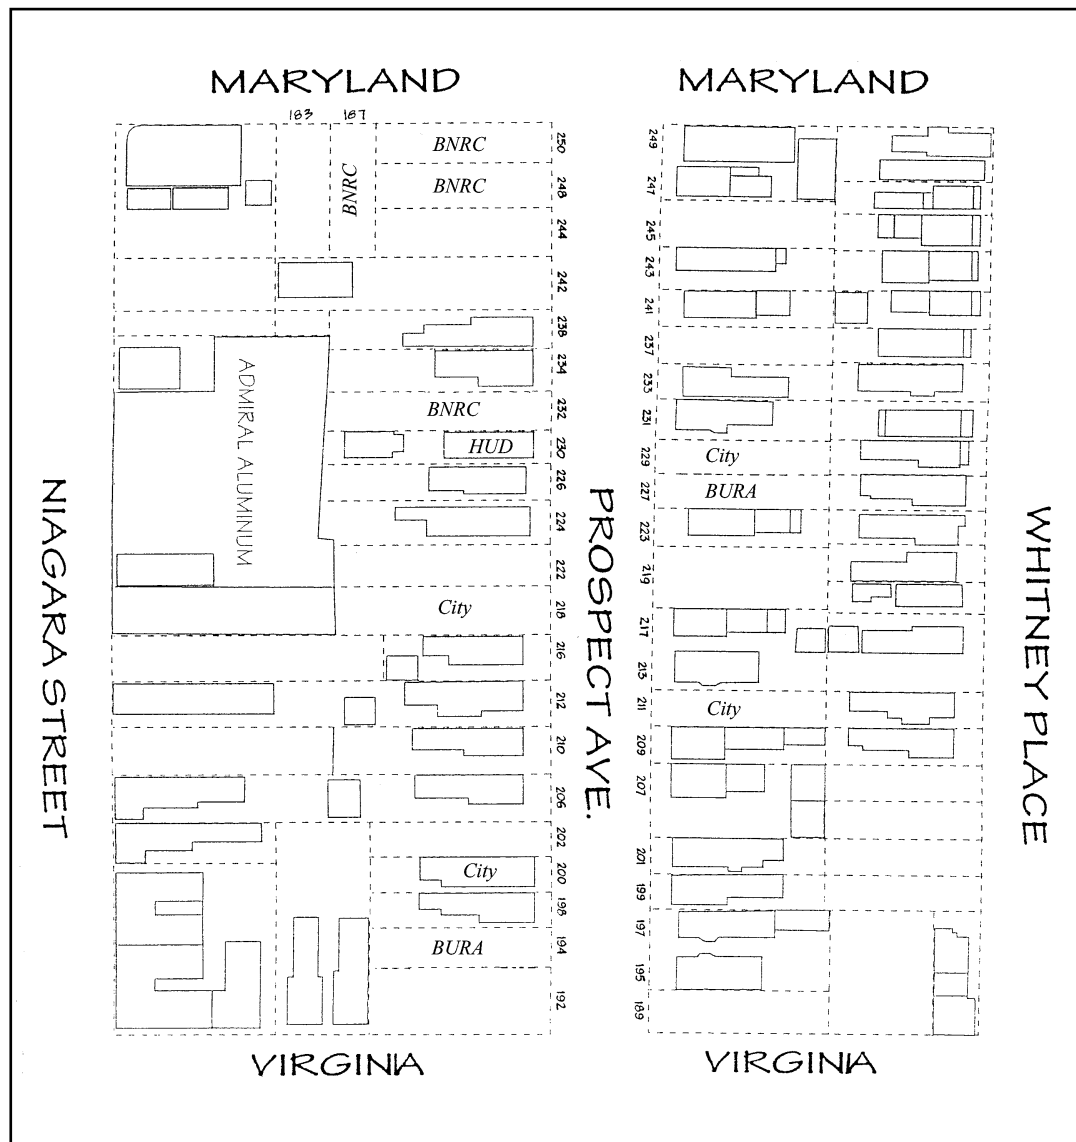 MARYLAND
MARYLAND
183
187
BNRC
BNRC
BNRC
250
248
244
242
238
234
232
230
226
224
222
218
216
212
210
206
202
200
198
194
192
ADMIRAL ALUMINUM
BNRC
HUD
City
City
BURA
NIAGARA STREET
PROSPECT AVE.
249
247
245
243
241
237
233
231
229
227
223
219
217
213
211
209
207
201
199
197
195
189
City
BURA
City
WHITNEY PLACE
VIRGINIA
VIRGINIA